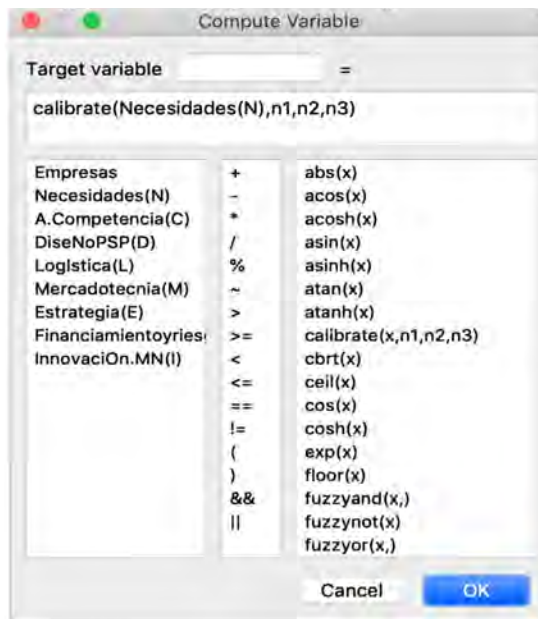 Compute Variable
Target variable =
calibrate(Necesidades(N),n1,n2,n3)
Empresas + abs(x)
Necesidades(N) - acos(x)
A.Competencia(C) * acosh(x)
DiseNoPSP(D) / asin(x)
LogIstica(L) % asinh(x)
Mercadotecnia(M) ~ atan(x)
Estrategia(E) > atanh(x)
Financiamientoyries >= calibrate(x,n1,n2,n3)
InnovaciOn.MN(I) < cbrt(x)
<= ceil(x)
== cos(x)
!= cosh(x)
( exp(x)
) floor(x)
&& fuzzyand(x,)
|| fuzzynot(x)
fuzzyor(x,)
Cancel OK